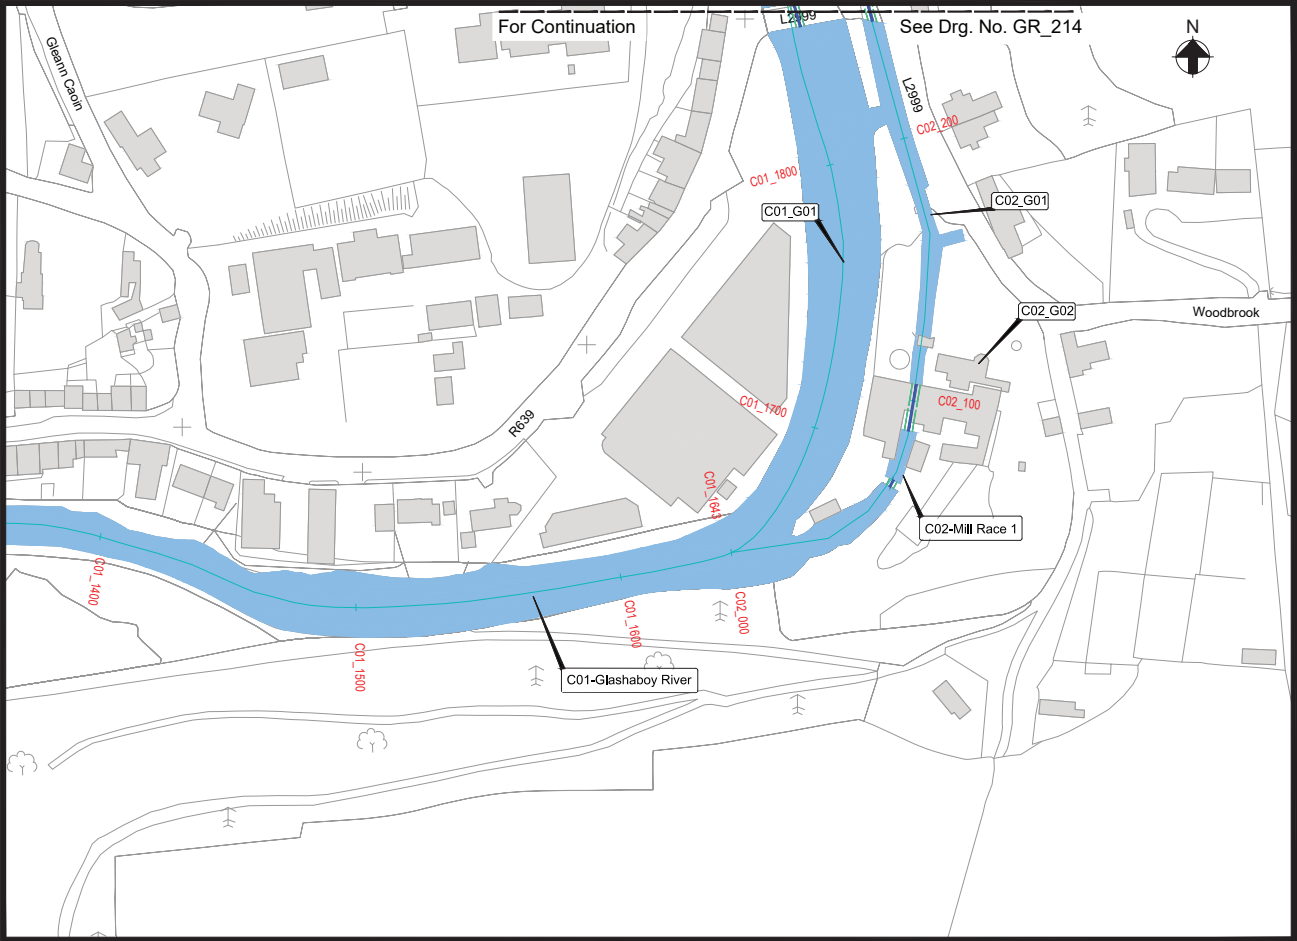 L2999
For Continuation
See Drg. No. GR_214
N
Gleann Caoin
L2999
C02_200
C01_1800
C02_G01
C01_G01
C02_G02
Woodbrook
C01_1700
C02_100
R639
C01_1643
C02-Mill Race 1
C01_1400
C02_000
C01_1600
C01_1500
C01-Glashaboy River